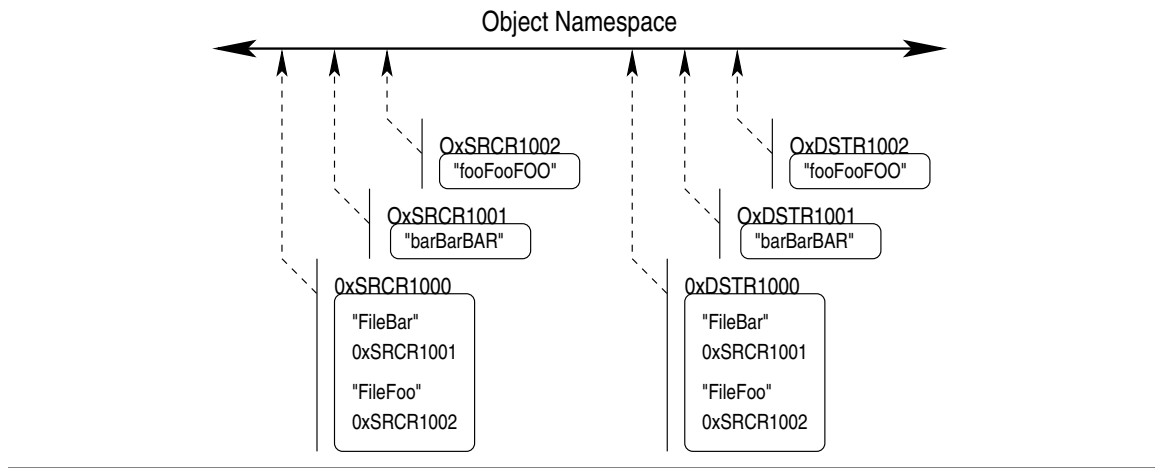 Object Namespace
OxSRCR1002
"fooFooFOO"
OxDSTR1002
"fooFooFOO"
OxSRCR1001
"barBarBAR"
OxDSTR1001
"barBarBAR"
0xSRCR1000
"FileBar"
0xSRCR1001
"FileFoo"
0xSRCR1002
0xDSTR1000
"FileBar"
0xSRCR1001
"FileFoo"
0xSRCR1002